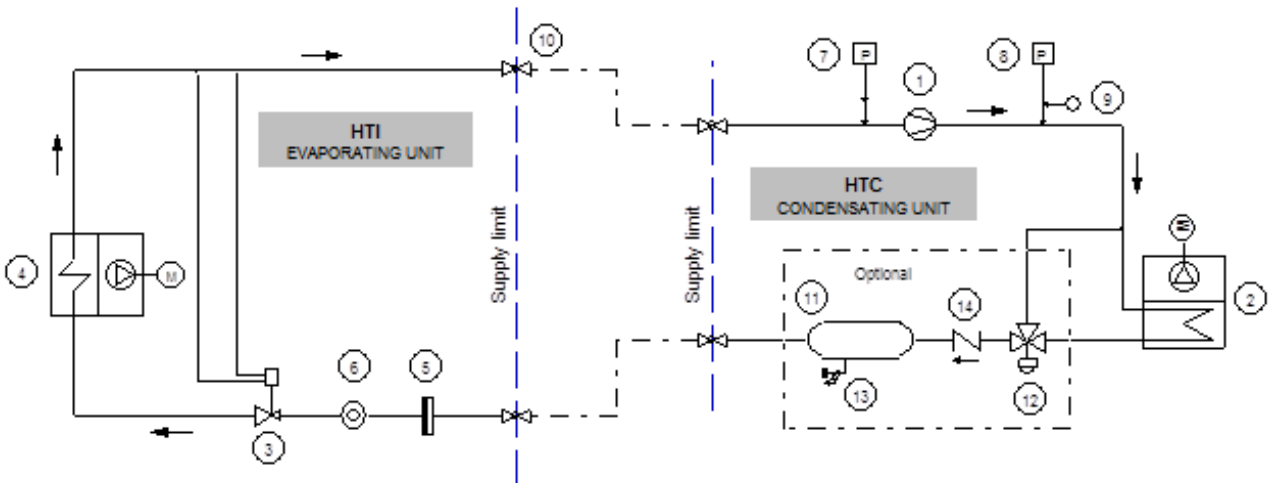 10
7
P
8
P
1
9
HTI
EVAPORATING UNIT
HTC
CONDENSATING UNIT
Supply limit
Supply limit
4
M
M
2
Optional
11
14
6
5
13
12
3